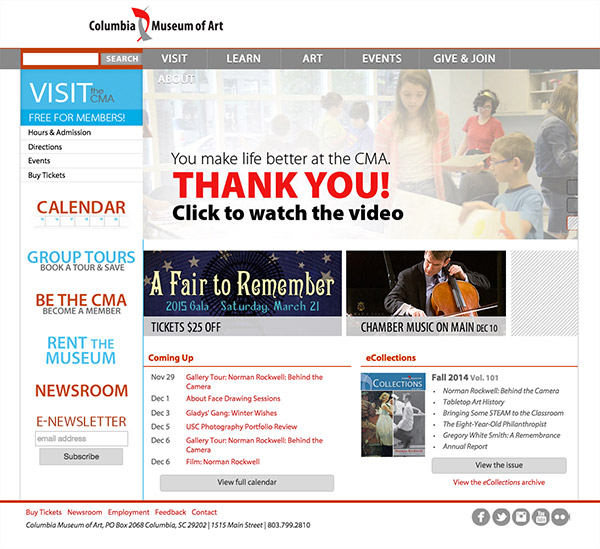 Columbia Museum of Art
SEARCH
VISIT LEARN ART EVENTS GIVE & JOIN
ABOUT
VISIT the CMA
FREE FOR MEMBERS!
Hours & Admission
Directions
Events
Buy Tickets
CALENDAR
GROUP TOURS
BOOK A TOUR & SAVE
BE THE CMA
BECOME A MEMBER
RENT THE
MUSEUM
NEWSROOM
E-NEWSLETTER
email address
Subscribe
You make life better at the CMA.
THANK YOU!
Click to watch the video
A Fair to Remember
2015 Gala Saturday, March 21
TICKETS $25 OFF
CHAMBER MUSIC ON MAIN DEC 10
Coming Up
Nov 29 Gallery Tour: Norman Rockwell: Behind the
Camera
Dec 1 About Face Drawing Sessions
Dec 3 Gladys' Gang: Winter Wishes
Dec 5 USC Photography Portfolio Review
Dec 6 Gallery Tour: Norman Rockwell: Behind the
Camera
Dec 6 Film: Norman Rockwell
View full calendar
eCollections
COLLECTIONS
Fall 2014 Vol. 101
• Norman Rockwell: Behind the Camera
• Tabletop Art History
• Bringing Some STEAM to the Classroom
• The Eight-Year-Old Philanthropist
• Gregory White Smith: A Remembrance
• Annual Report
View the issue
View the eCollections archive
Buy Tickets Newsroom Employment Feedback Contact
Columbia Museum of Art, PO Box 2068 Columbia, SC 29202 | 1515 Main Street | 803.799.2810